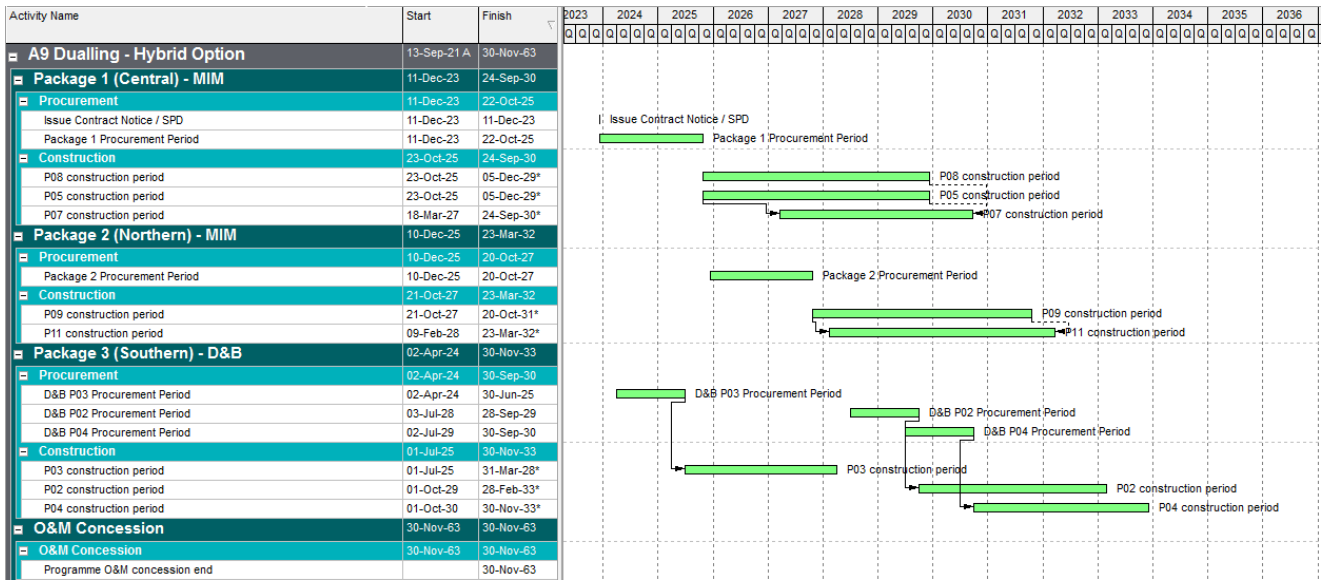 Activity Name Start Finish 2023 2024 2025 2026 2027 2028 2029 2030 2031 2032 2033 2034 2035 2036
Q Q Q Q Q Q Q Q Q Q Q Q Q Q Q Q Q Q Q Q Q Q Q Q Q Q Q Q Q Q Q Q Q Q Q Q Q Q Q Q Q Q Q Q Q Q Q Q Q Q Q Q Q Q Q
A9 Dualling - Hybrid Option 13-Sep-21 A 30-Nov-63
Package 1 (Central) - MIM 11-Dec-23 24-Sep-30
Procurement 11-Dec-23 22-Oct-25
Issue Contract Notice / SPD 11-Dec-23 11-Dec-23 Issue Contract Notice / SPD
Package 1 Procurement Period 11-Dec-23 22-Oct-25 Package 1 Procurement Period
Construction 23-Oct-25 24-Sep-30
P08 construction period 23-Oct-25 05-Dec-29* P08 construction period
P05 construction period 23-Oct-25 05-Dec-29* P05 construction period
P07 construction period 18-Mar-27 24-Sep-30* P07 construction period
Package 2 (Northern) - MIM 10-Dec-25 23-Mar-32
Procurement 10-Dec-25 20-Oct-27
Package 2 Procurement Period 10-Dec-25 20-Oct-27 Package 2 Procurement Period
Construction 21-Oct-27 23-Mar-32
P09 construction period 21-Oct-27 20-Oct-31* P09 construction period
P11 construction period 09-Feb-28 23-Mar-32* P11 construction period
Package 3 (Southern) - D&B 02-Apr-24 30-Nov-33
Procurement 02-Apr-24 30-Sep-30
D&B P03 Procurement Period 02-Apr-24 30-Jun-25 D&B P03 Procurement Period
D&B P02 Procurement Period 03-Jul-28 28-Sep-29 D&B P02 Procurement Period
D&B P04 Procurement Period 02-Jul-29 30-Sep-30 D&B P04 Procurement Period
Construction 01-Jul-25 30-Nov-33
P03 construction period 01-Jul-25 31-Mar-28* P03 construction period
P02 construction period 01-Oct-29 28-Feb-33* P02 construction period
P04 construction period 01-Oct-30 30-Nov-33* P04 construction period
O&M Concession 30-Nov-63 30-Nov-63
O&M Concession 30-Nov-63 30-Nov-63
Programme O&M concession end 30-Nov-63